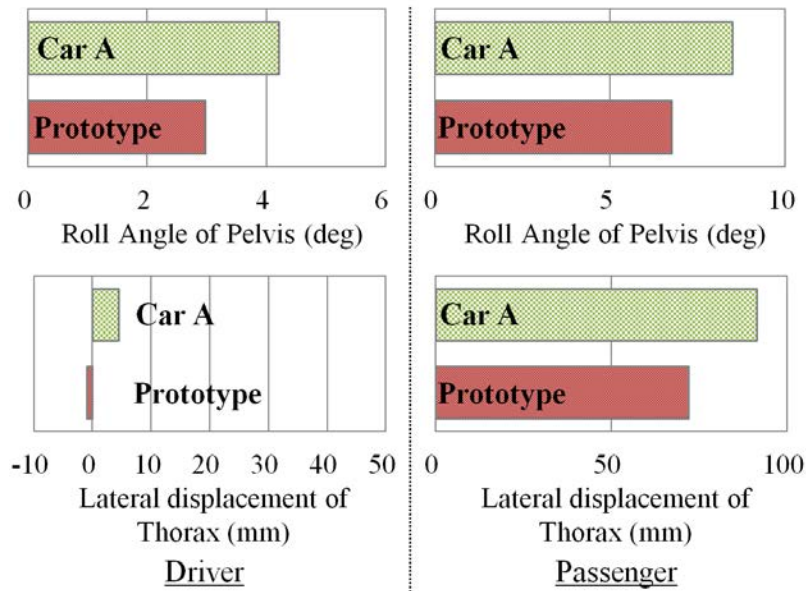 Car A
Prototype
0 2 4 6
Roll Angle of Pelvis (deg)
Car A
Prototype
0 5 10
Roll Angle of Pelvis (deg)
Car A
Prototype
-10 0 10 20 30 40 50
Lateral displacement of
Thorax (mm)
Driver
Car A
Prototype
0 50 100
Lateral displacement of
Thorax (mm)
Passenger